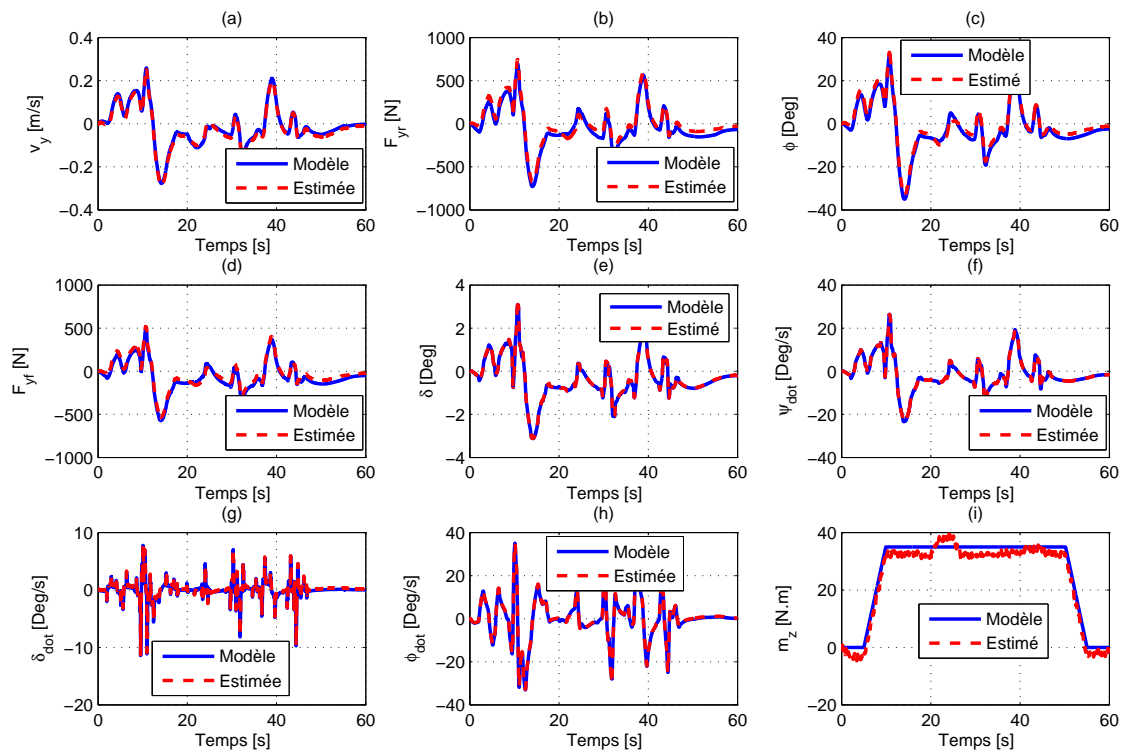 (a)
v_y [m/s]
0.4
0.2
0
−0.2
−0.4
Modèle
Estimée
0 20 40 60
Temps [s]
(b)
F_yr [N]
1000
500
0
−500
−1000
Modèle
Estimée
0 20 40 60
Temps [s]
(c)
ϕ [Deg]
40
20
0
−20
−40
Modèle
Estimé
0 20 40 60
Temps [s]
(d)
F_yf [N]
1000
500
0
−500
−1000
Modèle
Estimée
0 20 40 60
Temps [s]
(e)
δ [Deg]
4
2
0
−2
−4
Modèle
Estimé
0 20 40 60
Temps [s]
(f)
ψ_dot [Deg/s]
40
20
0
−20
−40
Modèle
Estimée
0 20 40 60
Temps [s]
(g)
δ_dot [Deg/s]
10
0
−10
−20
Modèle
Estimée
0 20 40 60
Temps [s]
(h)
ϕ_dot [Deg/s]
40
20
0
−20
−40
Modèle
Estimée
0 20 40 60
Temps [s]
(i)
m_z [N.m]
40
20
0
−20
Modèle
Estimé
0 20 40 60
Temps [s]